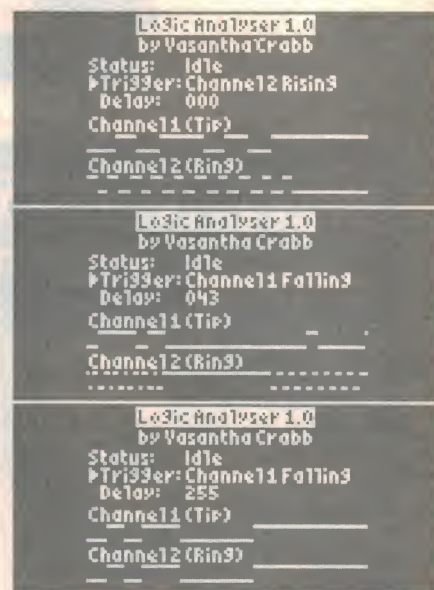 Logic Analyser 1.0
by Vasantha Crabb
Status: Idle
Trigger: Channel 2 Rising
Delay: 000
Channel 1 (Tip)
Channel 2 (Ring)
Logic Analyser 1.0
by Vasantha Crabb
Status: Idle
Trigger: Channel 1 Falling
Delay: 043
Channel 1 (Tip)
Channel 2 (Ring)
Logic Analyser 1.0
by Vasantha Crabb
Status: Idle
Trigger: Channel 1 Falling
Delay: 255
Channel 1 (Tip)
Channel 2 (Ring)